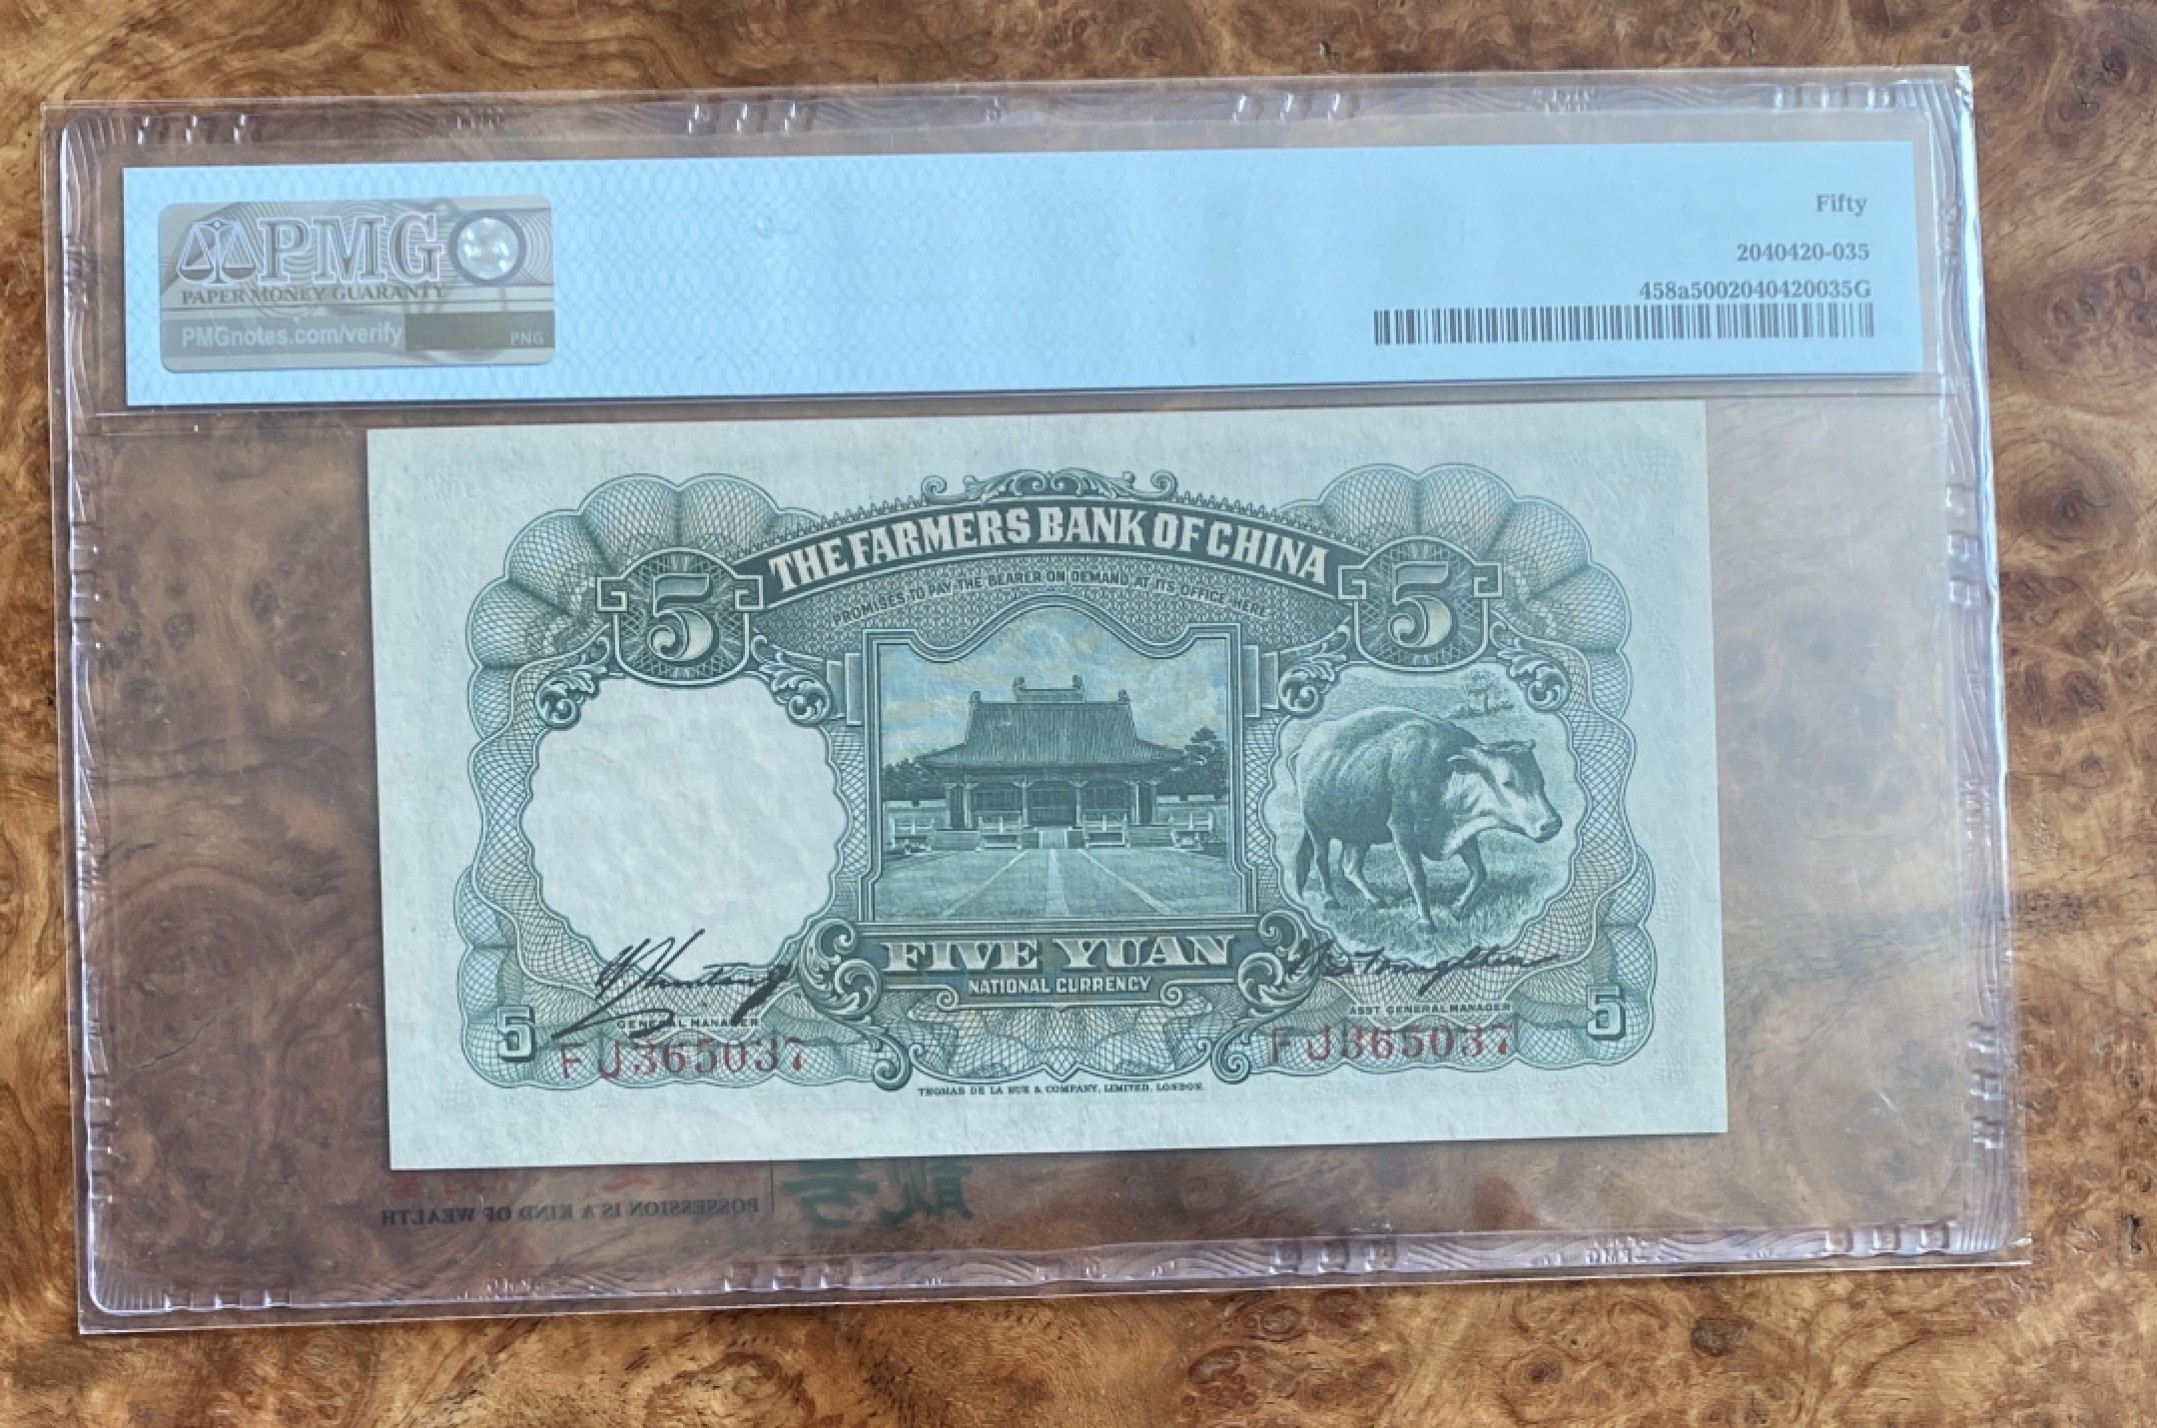 PMG
PAPER MONEY GUARANTY
PMGnotes.com/verify
PNG
Fifty
2040420-035
458a5002040420035G
THE FARMERS BANK OF CHINA
PROMISES TO PAY THE BEARER ON DEMAND AT ITS OFFICE HERE
5 5
FIVE YUAN
NATIONAL CURRENCY
GENERAL MANAGER
ASST GENERAL MANAGER
5 5
FJ365037 FJ365037
THOMAS DE LA RUE & COMPANY, LIMITED, LONDON.
POSSESSION IS A KIND OF WEALTH